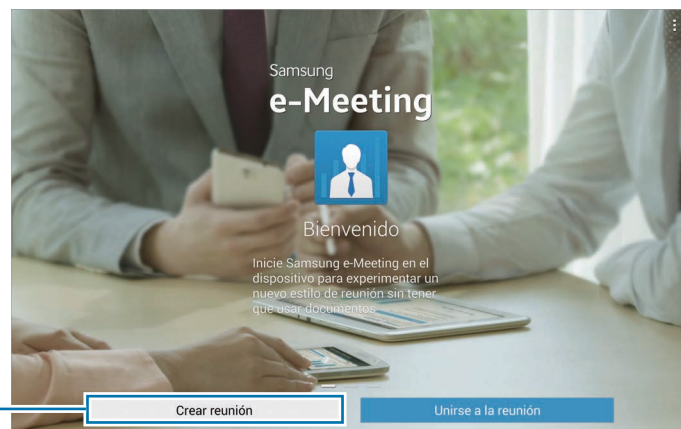 Samsung
e-Meeting
Bienvenido
Inicie Samsung e-Meeting en el
dispositivo para experimentar un
nuevo estilo de reunión sin tener
que usar documentos
Crear reunión
Unirse a la reunión